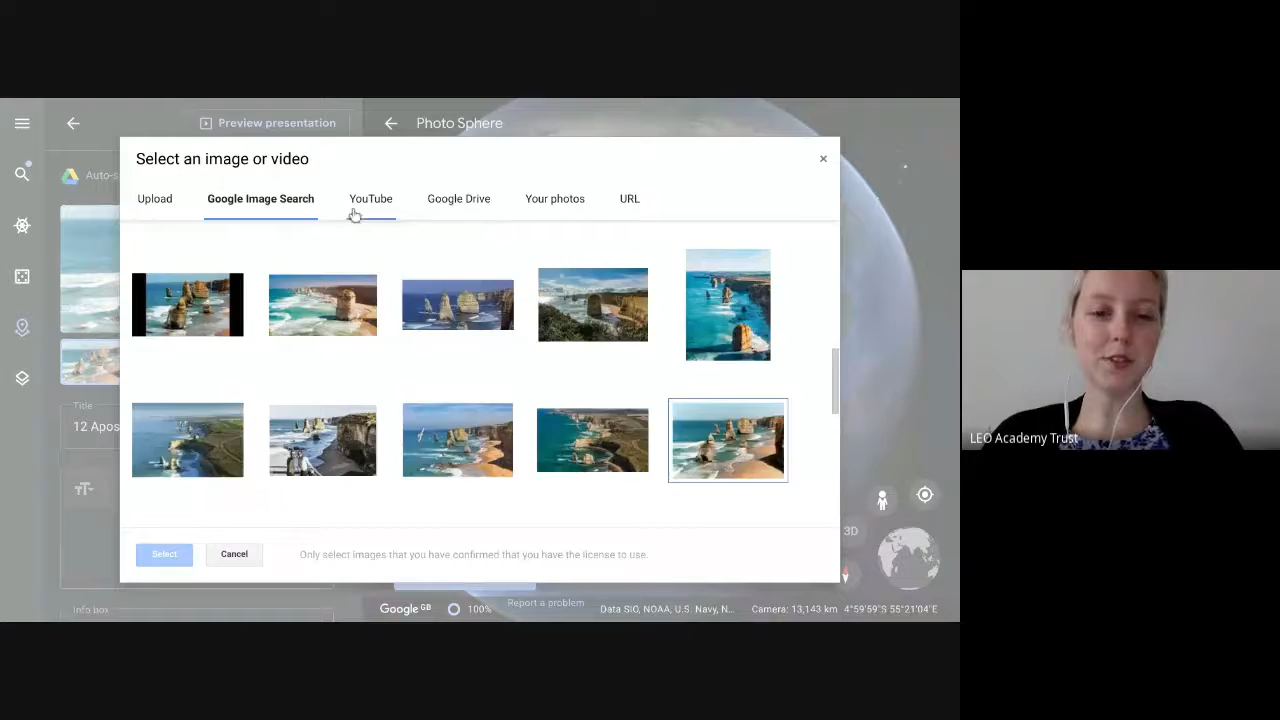 Preview presentation
Photo Sphere
Select an image or video
×
Upload
Google Image Search
YouTube
Google Drive
Your photos
URL
Title
12 Apos
Select
Cancel
Only select images that you have confirmed that you have the license to use.
Info box
3D
Google GB
100%
Report a problem
Data SIO, NOAA, U.S. Navy, N...
Camera: 13,143 km
4°59'59"S 55°21'04"E
LEO Academy Trust